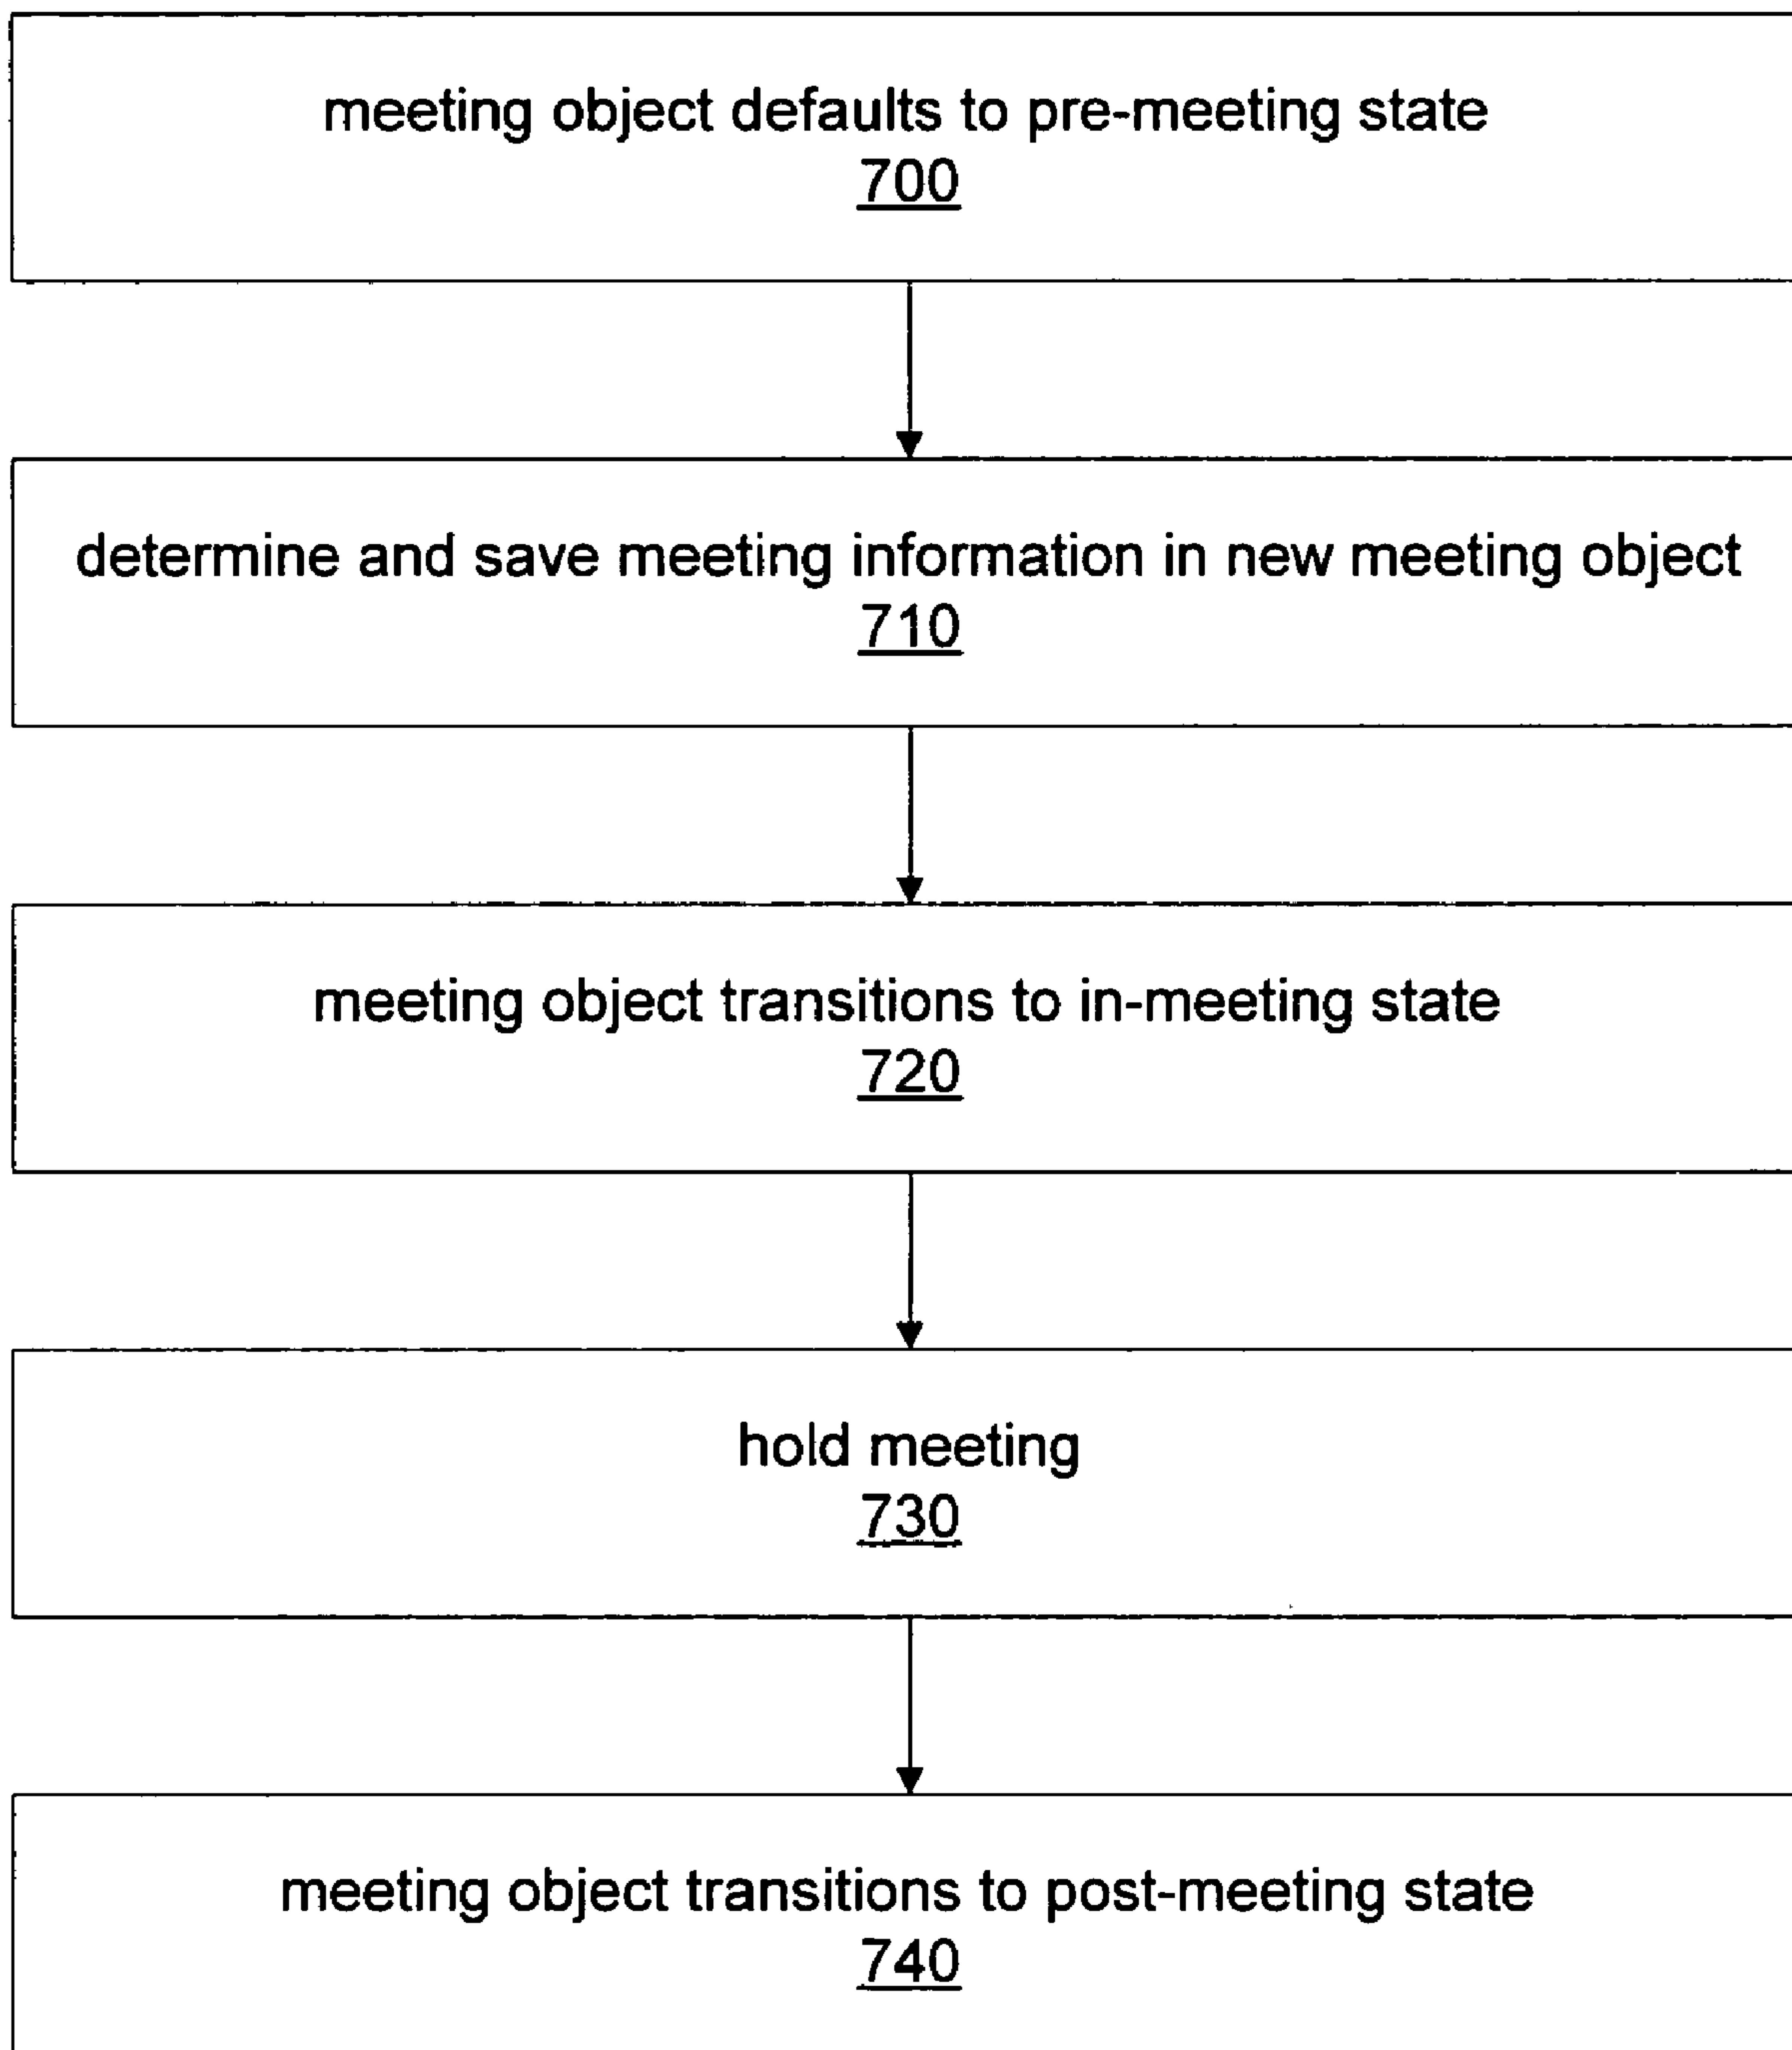 meeting object defaults to pre-meeting state
700
determine and save meeting information in new meeting object
710
meeting object transitions to in-meeting state
720
hold meeting
730
meeting object transitions to post-meeting state
740